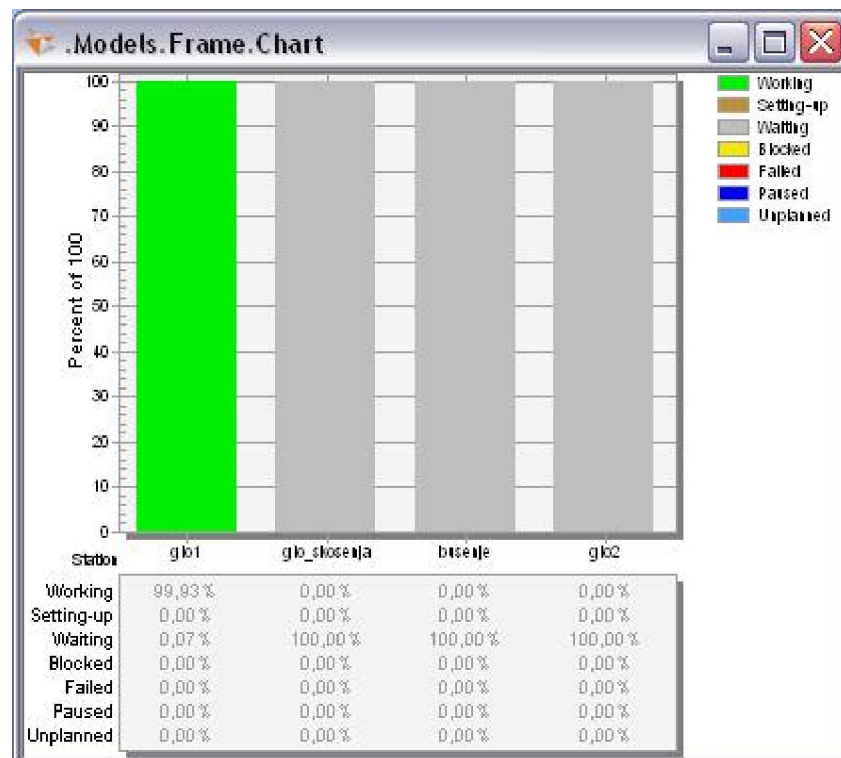 .Models.Frame.Chart
Working
Setting-up
Waiting
Blocked
Failed
Paused
Unplanned
Percent of 100
100
90
80
70
60
50
40
30
20
10
0
Station glo1 glo_skosenja busenje glo2
Working 99,93% 0,00% 0,00% 0,00%
Setting-up 0,00% 0,00% 0,00% 0,00%
Waiting 0,07% 100,00% 100,00% 100,00%
Blocked 0,00% 0,00% 0,00% 0,00%
Failed 0,00% 0,00% 0,00% 0,00%
Paused 0,00% 0,00% 0,00% 0,00%
Unplanned 0,00% 0,00% 0,00% 0,00%